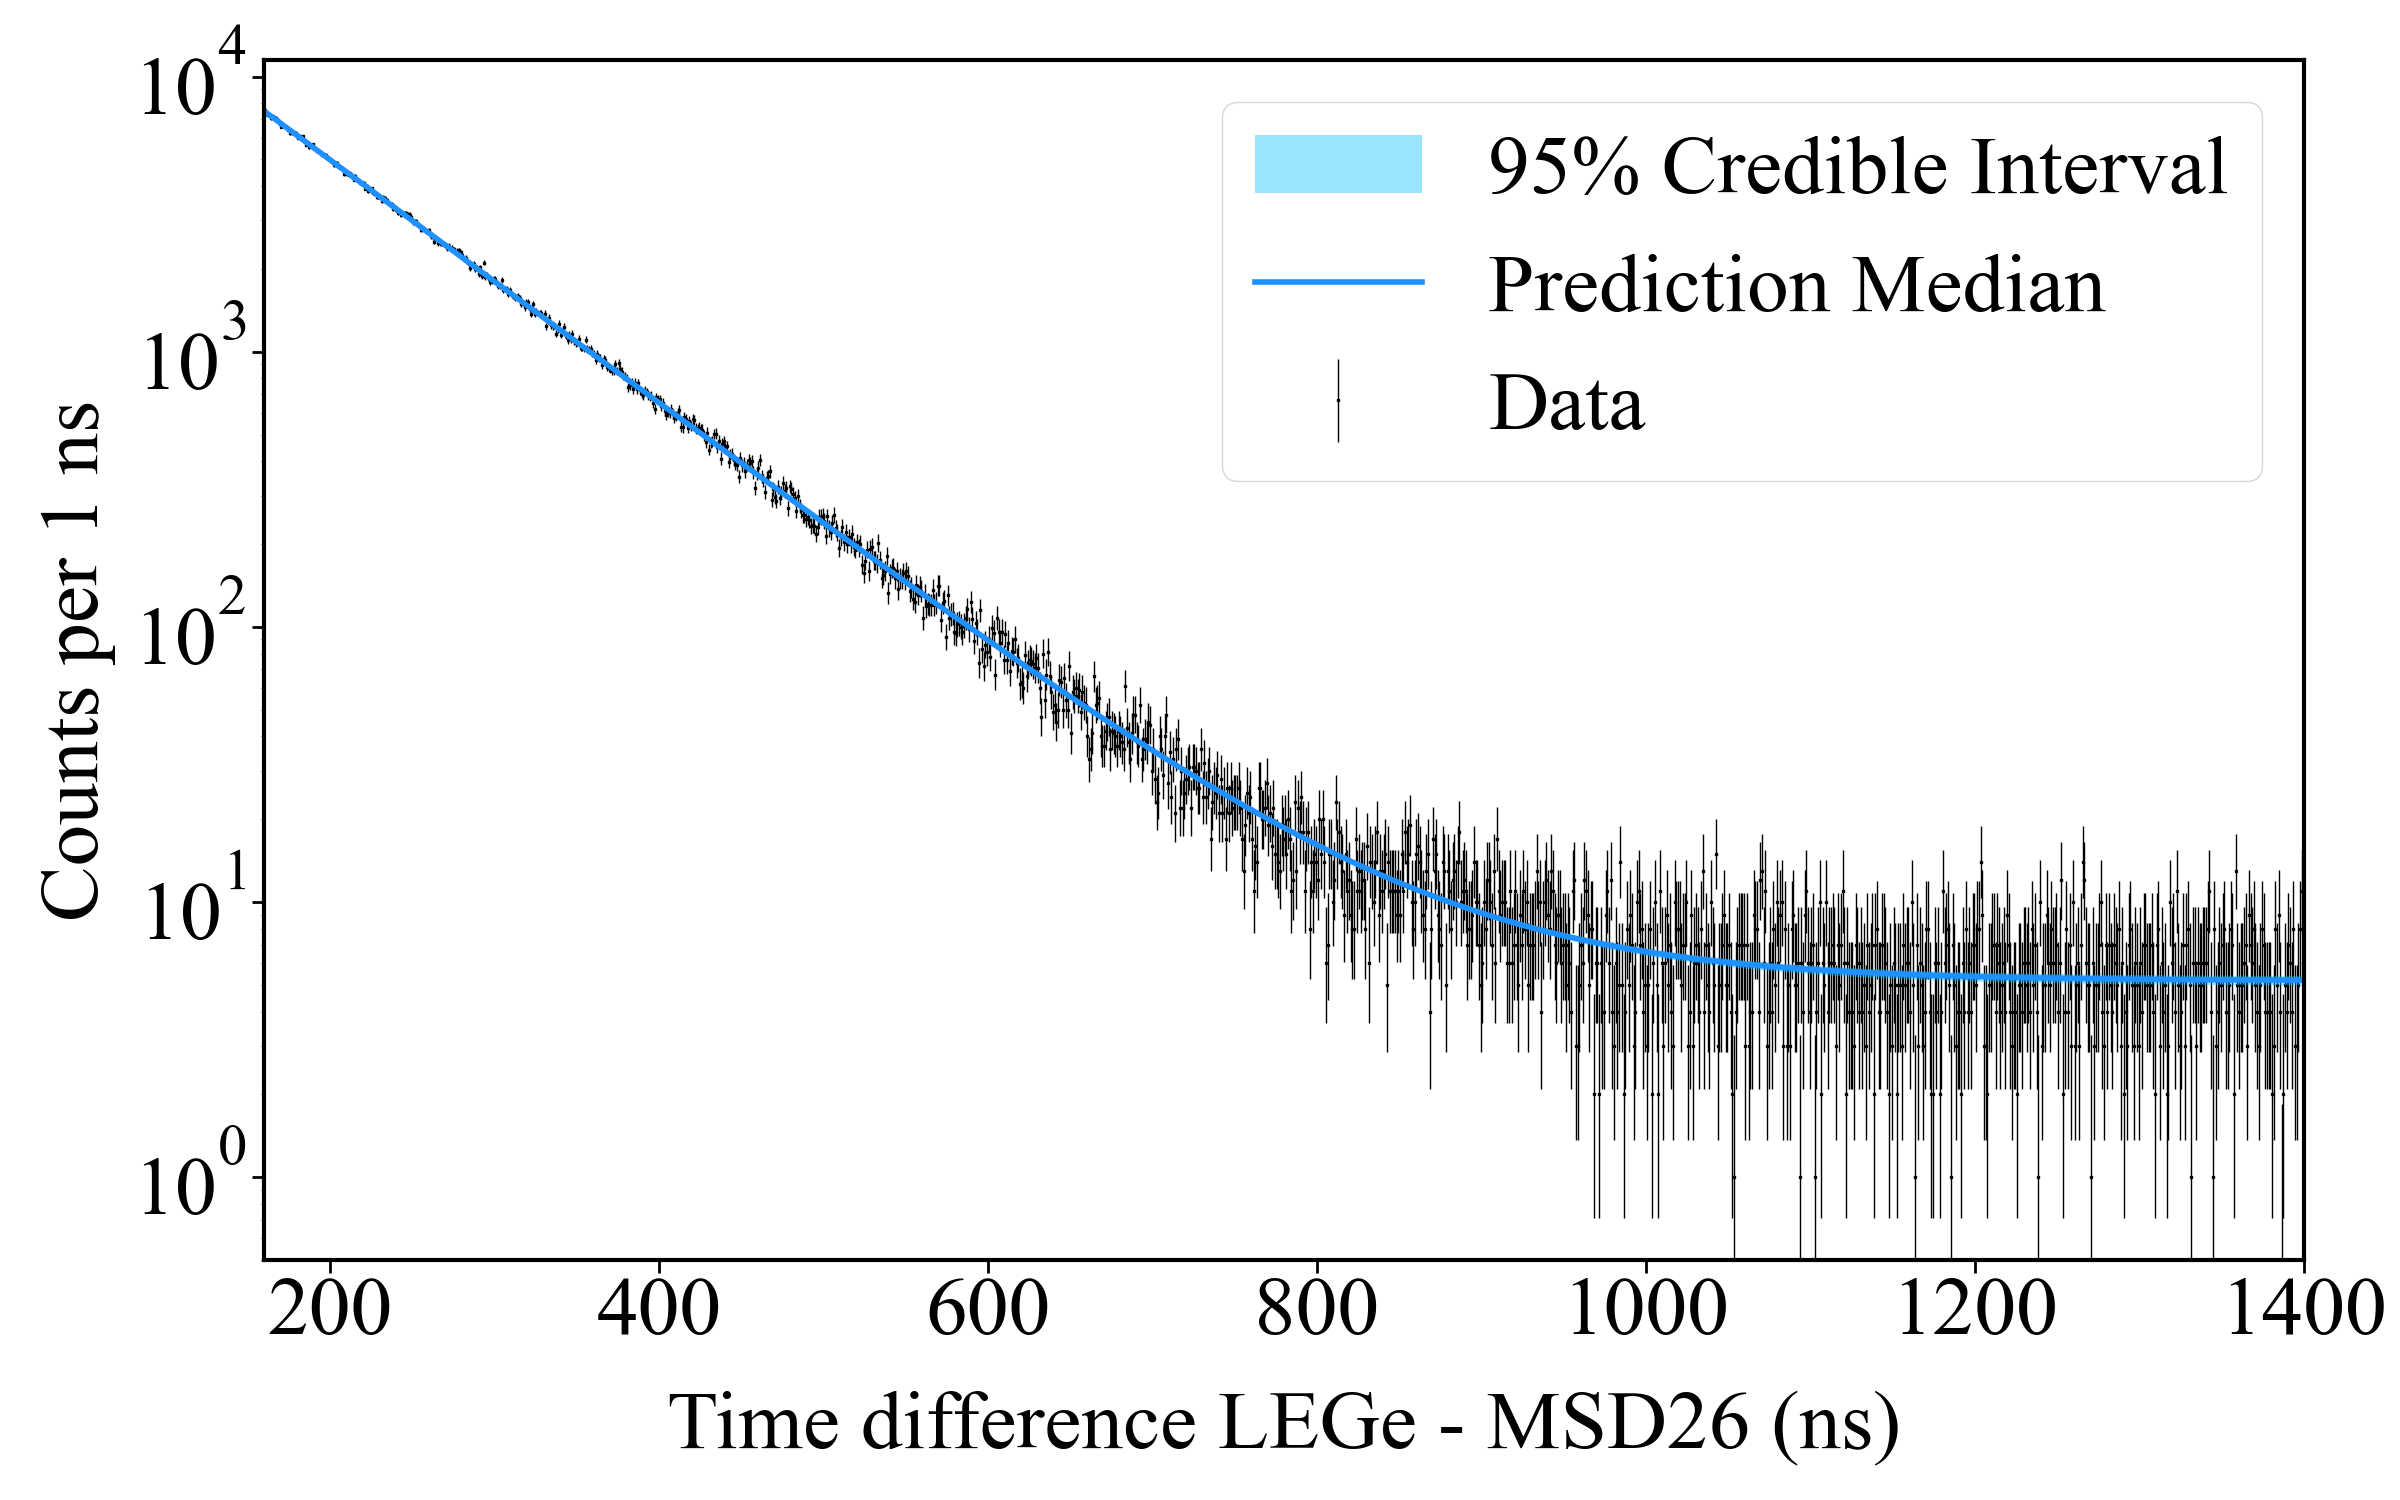 95% Credible Interval
Prediction Median
Data
Counts per 1 ns
10^4
10^3
10^2
10^1
10^0
200 400 600 800 1000 1200 1400
Time difference LEGe - MSD26 (ns)